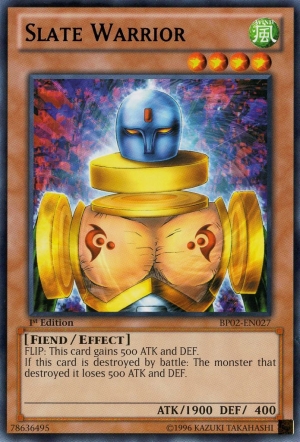 SLATE WARRIOR
WIND
風
1st Edition
BP02-EN027
[FIEND / EFFECT]
FLIP: This card gains 500 ATK and DEF.
If this card is destroyed by battle: The monster that
destroyed it loses 500 ATK and DEF.
ATK/1900 DEF/ 400
78636495
©1996 KAZUKI TAKAHASHI